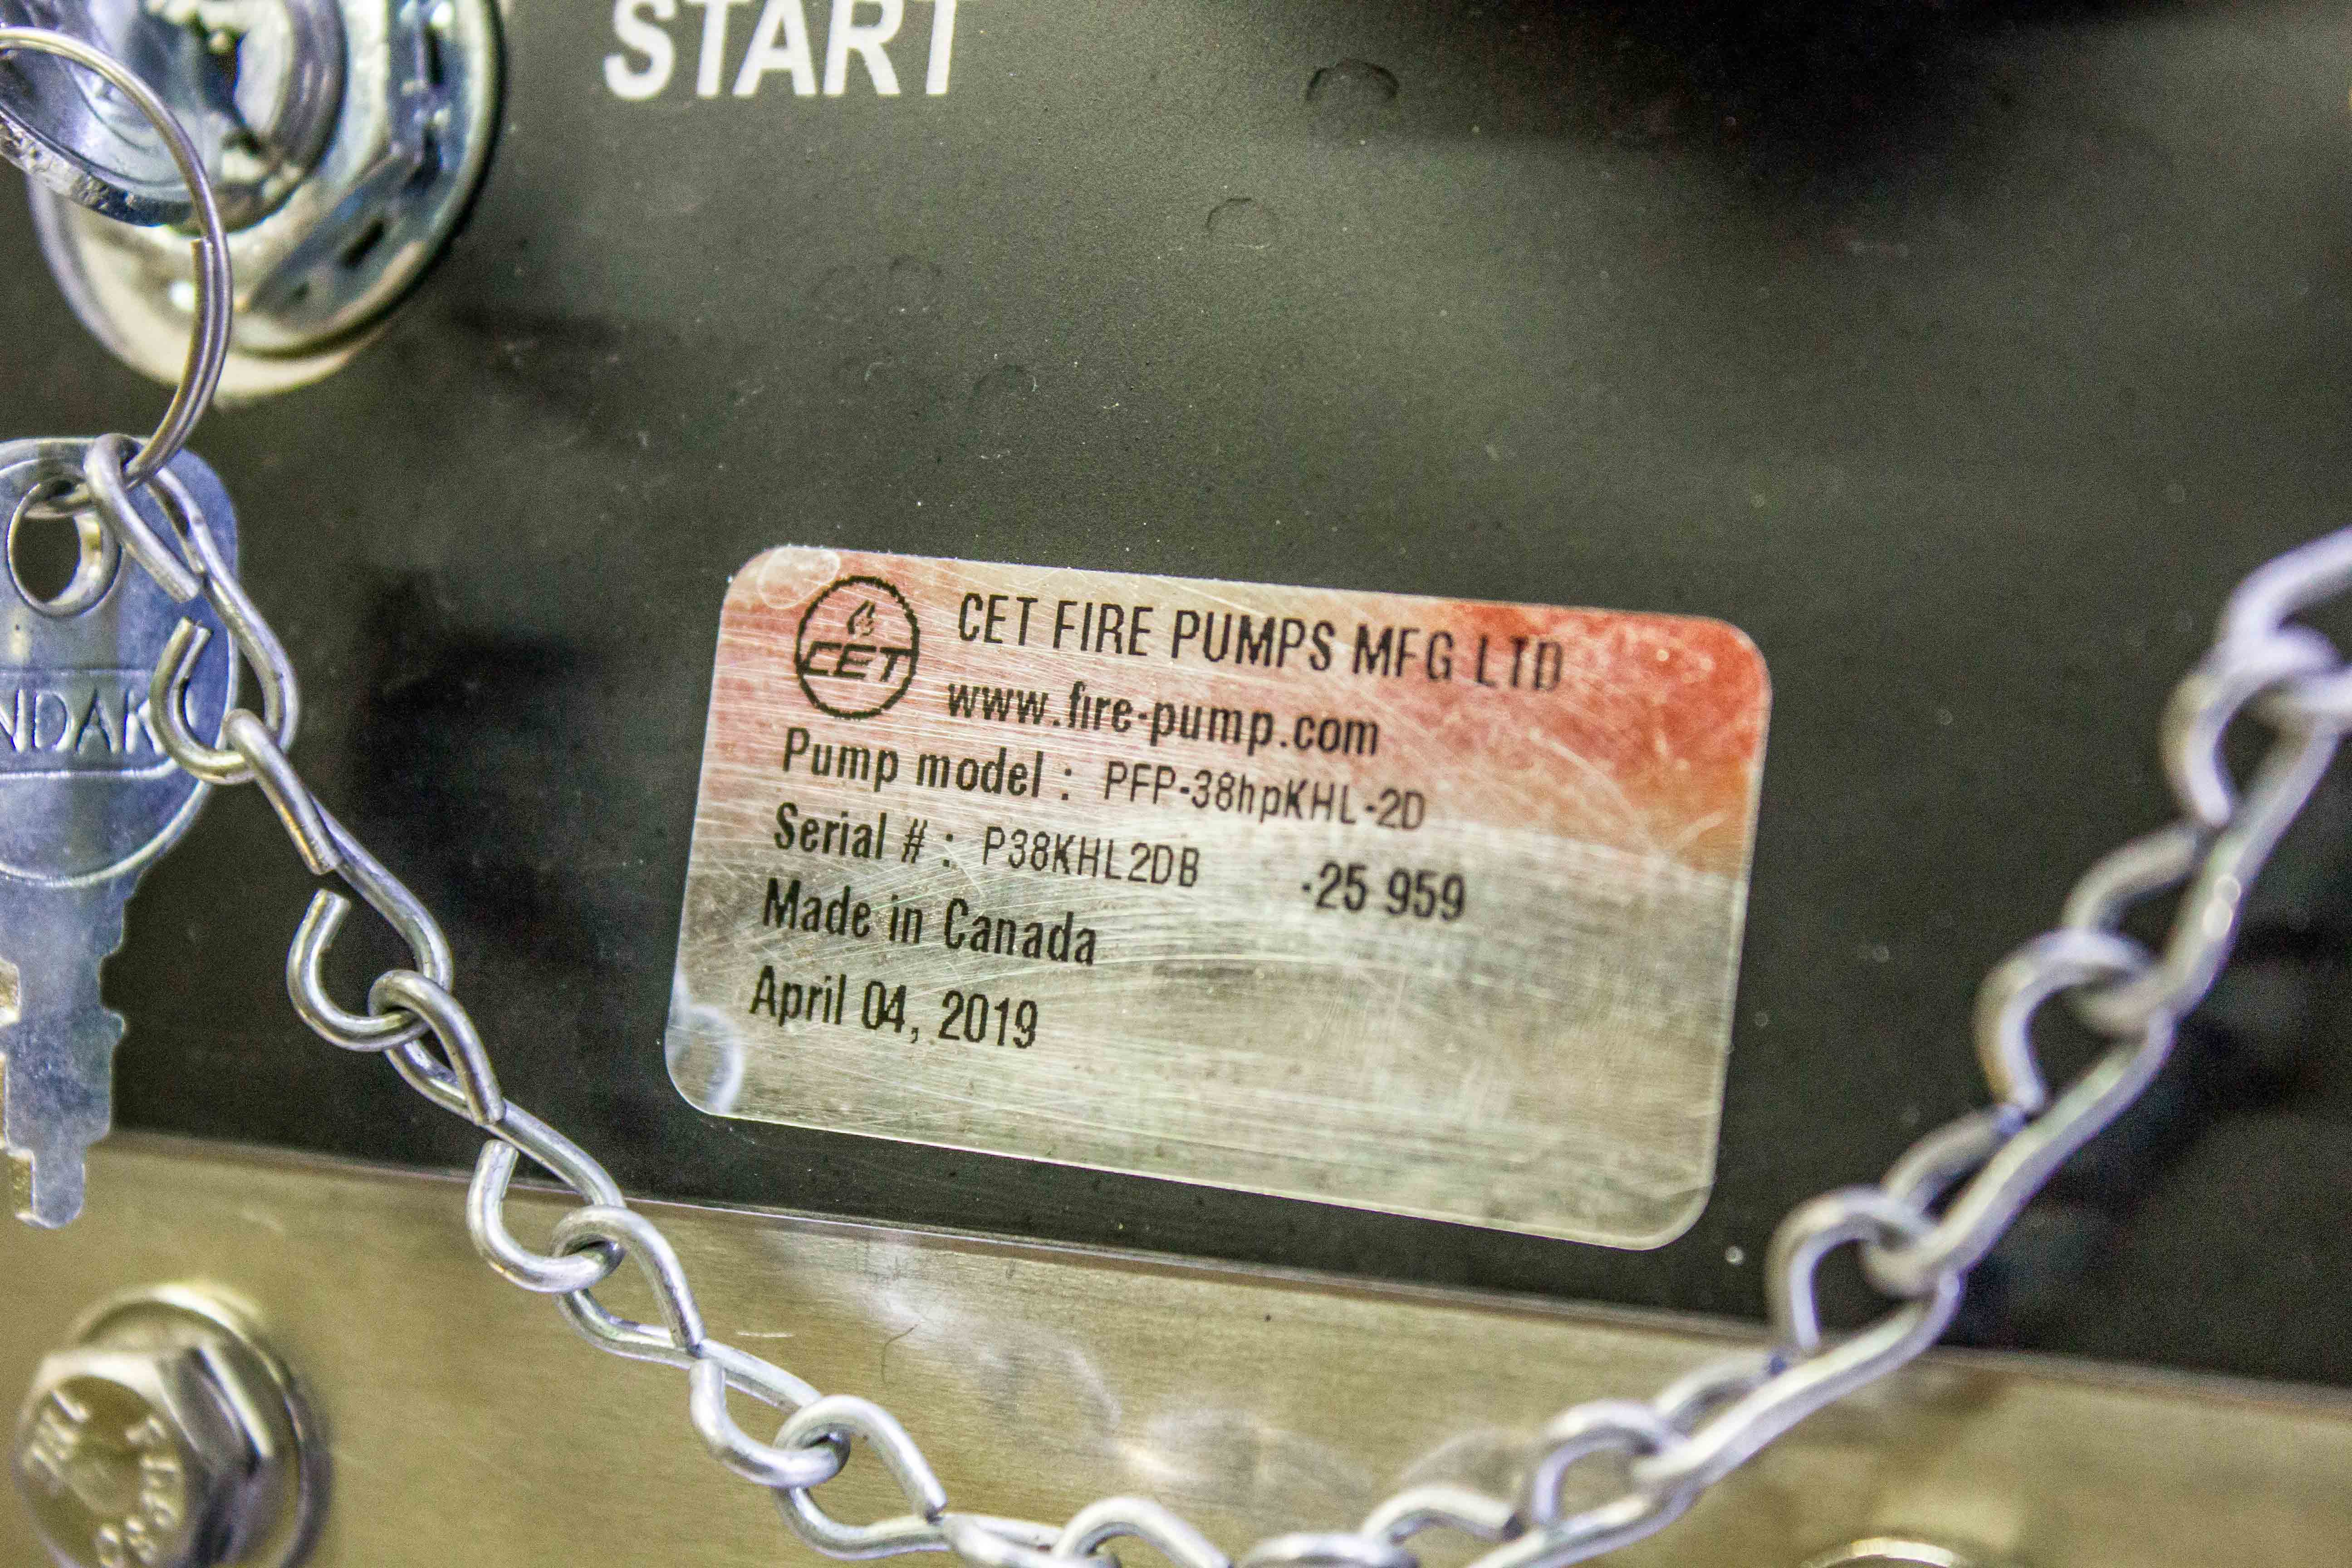 START
CET
CET FIRE PUMPS MFG LTD
www.fire-pump.com
Pump model : PFP-38hpKHL-2D
Serial # : P38KHL2DB -25 959
Made in Canada
April 04, 2019
NDAK